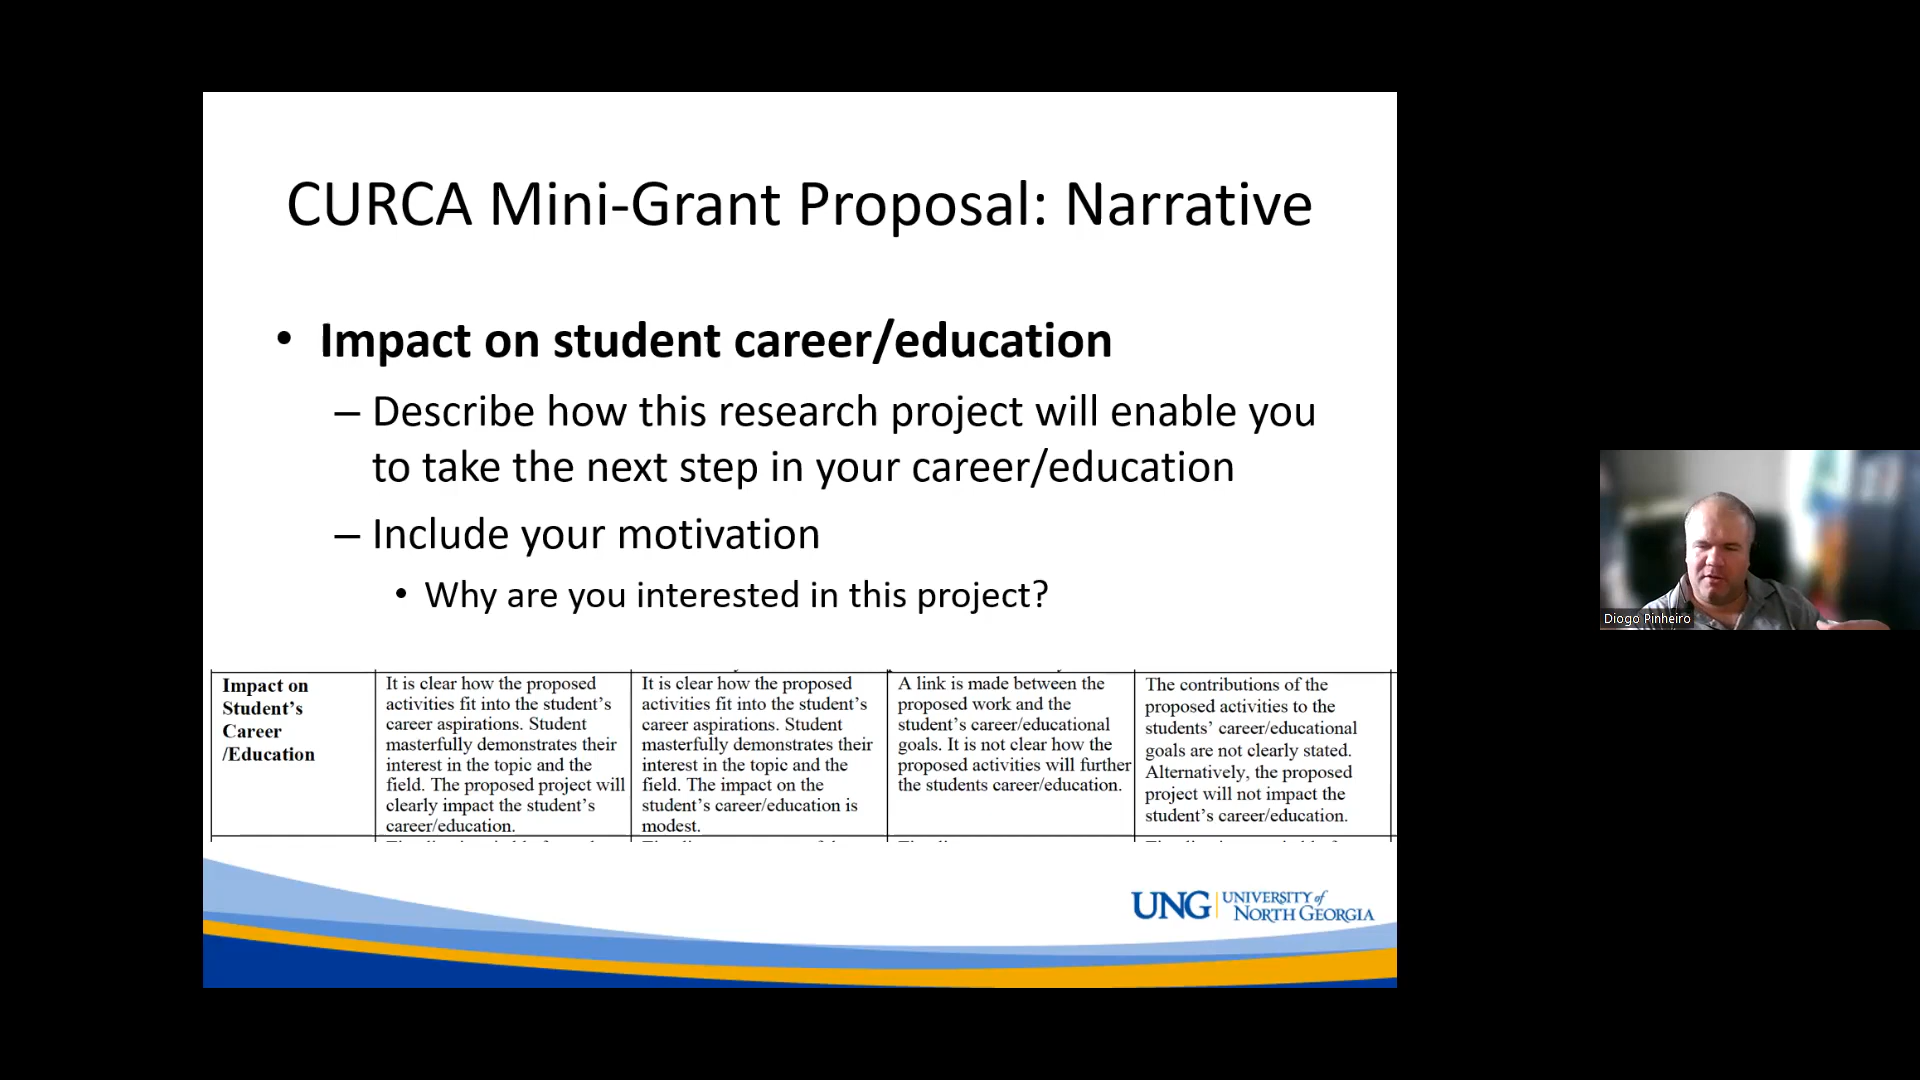 CURCA Mini-Grant Proposal: Narrative
• Impact on student career/education
– Describe how this research project will enable you
to take the next step in your career/education
– Include your motivation
• Why are you interested in this project?
Impact on
Student’s
Career
/Education
It is clear how the proposed
activities fit into the student’s
career aspirations. Student
masterfully demonstrates their
interest in the topic and the
field. The proposed project will
clearly impact the student’s
career/education.
It is clear how the proposed
activities fit into the student’s
career aspirations. Student
masterfully demonstrates their
interest in the topic and the
field. The impact on the
student’s career/education is
modest.
A link is made between the
proposed work and the
student’s career/educational
goals. It is not clear how the
proposed activities will further
the students career/education.
The contributions of the
proposed activities to the
students’ career/educational
goals are not clearly stated.
Alternatively, the proposed
project will not impact the
student’s career/education.
UNG
UNIVERSITY of
NORTH GEORGIA
Diogo Pinheiro